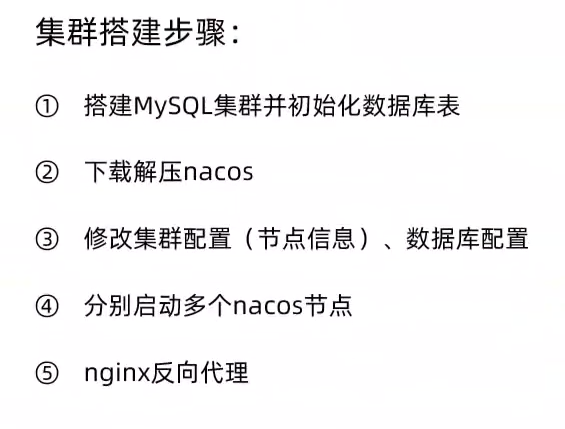 集群搭建步骤：
① 搭建MySQL集群并初始化数据库表
② 下载解压nacos
③ 修改集群配置（节点信息）、数据库配置
④ 分别启动多个nacos节点
⑤ nginx反向代理